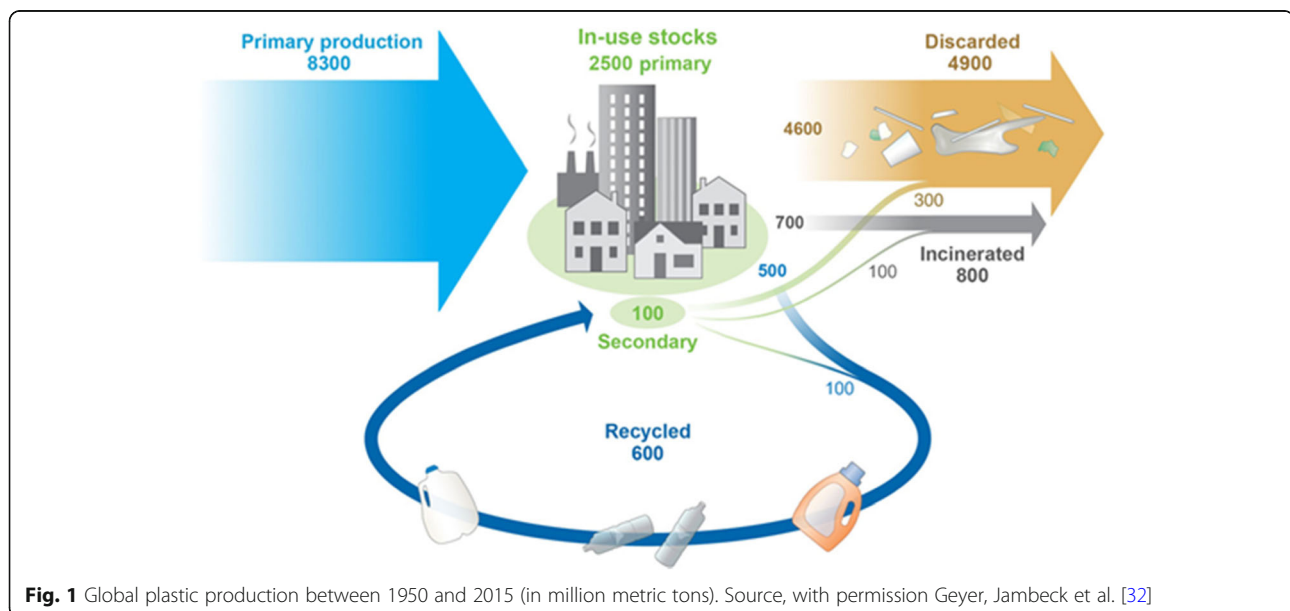 Primary production
8300
In-use stocks
2500 primary
Discarded
4900
4600
300
700
Incinerated
800
500
100
100
Secondary
100
Recycled
600
Fig. 1 Global plastic production between 1950 and 2015 (in million metric tons). Source, with permission Geyer, Jambeck et al. [32]